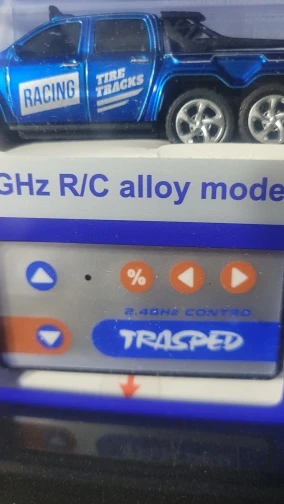 RACING
TIRE
TRACKS
GHz R/C alloy mode
%
2.4GHz CONTRO
TRASPED